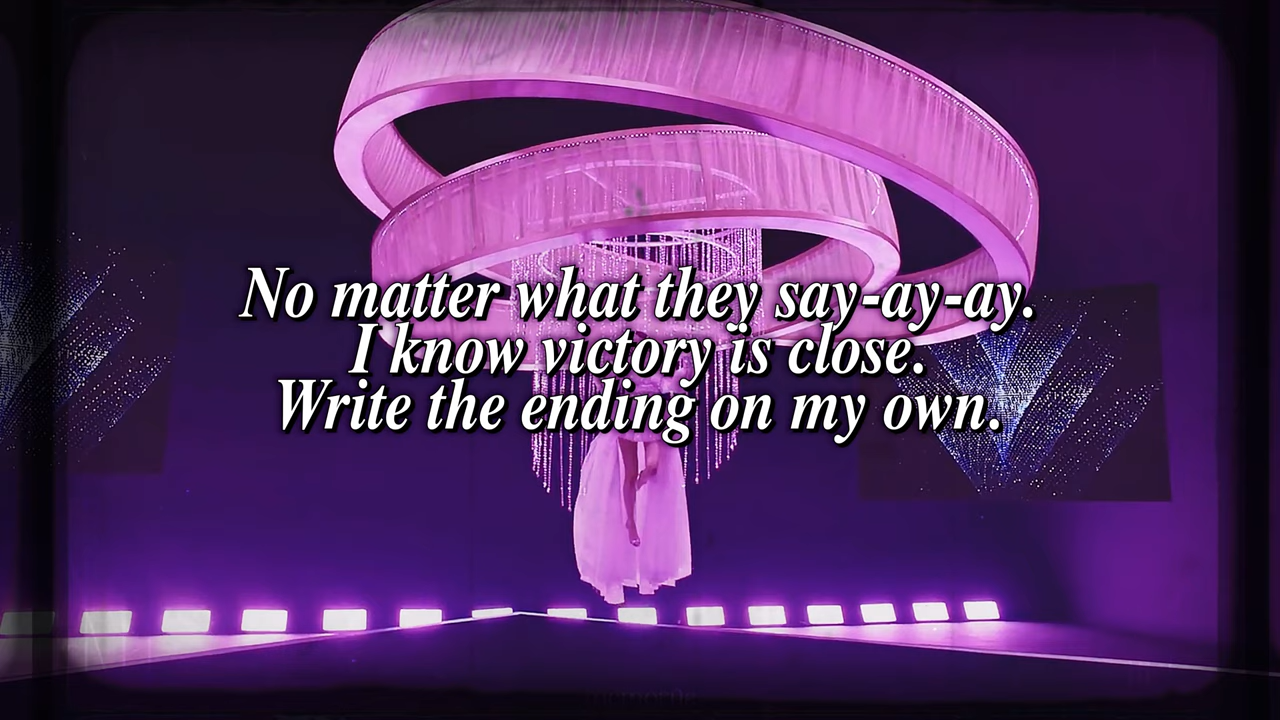 No matter what they say-ay-ay.
I know victory is close.
Write the ending on my own.